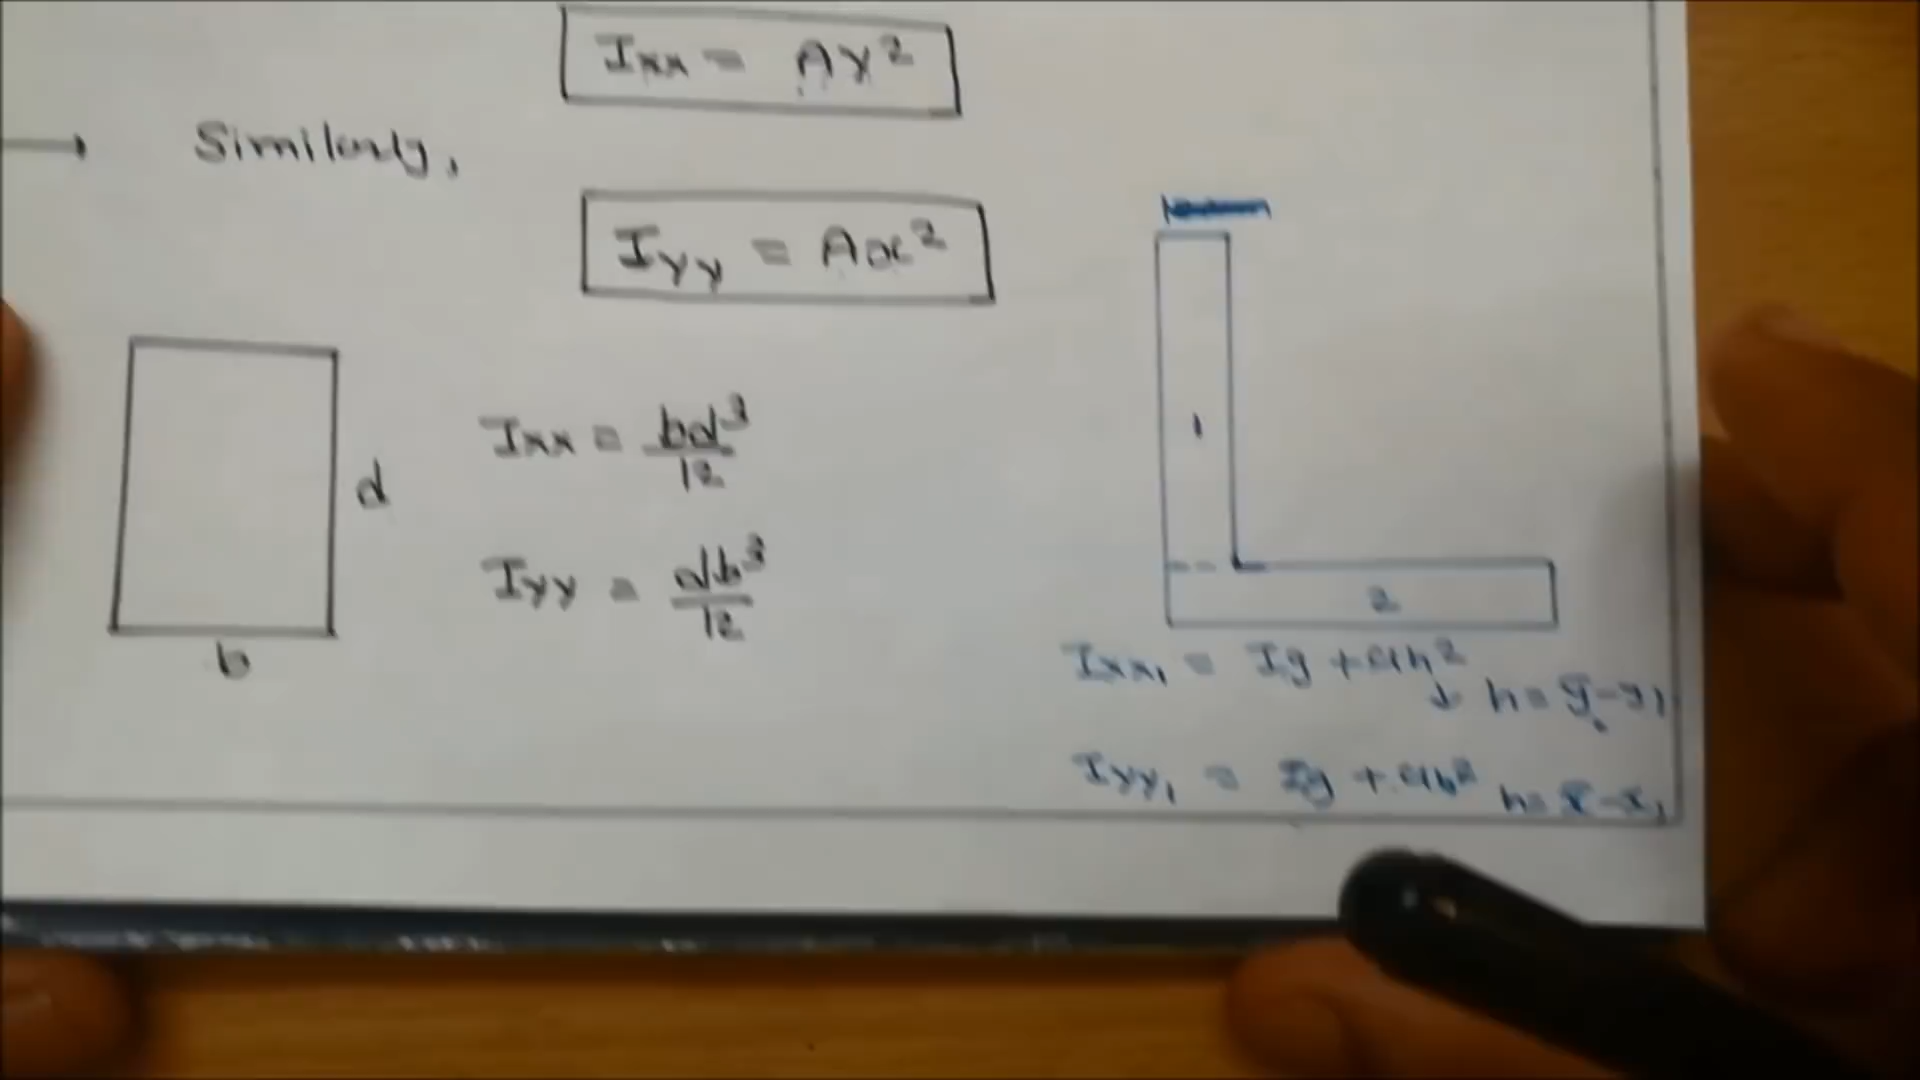 Ixx = Ay²
Similarly,
Iyy = Ax²
Ixx = bd³/12
d
Iyy = db³/12
b
1
2
Ixx₁ = Ig + ah²
↓ h = ȳ - y₁
Iyy₁ = Ig + ah² h = x̄ - x₁